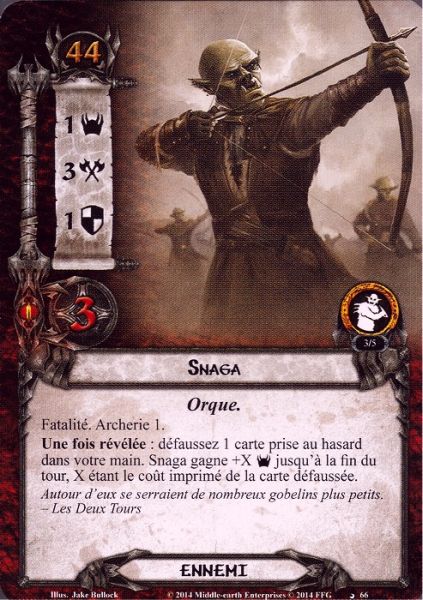 44
1
3
1
3
3/5
SNAGA
Orque.
Fatalité. Archerie 1.
Une fois révélée : défaussez 1 carte prise au hasard
dans votre main. Snaga gagne +X jusqu'à la fin du
tour, X étant le coût imprimé de la carte défaussée.
Autour d'eux se serraient de nombreux gobelins plus petits.
– Les Deux Tours
ENNEMI
Illus. Jake Bullock © 2014 Middle-earth Enterprises © 2014 FFG 66